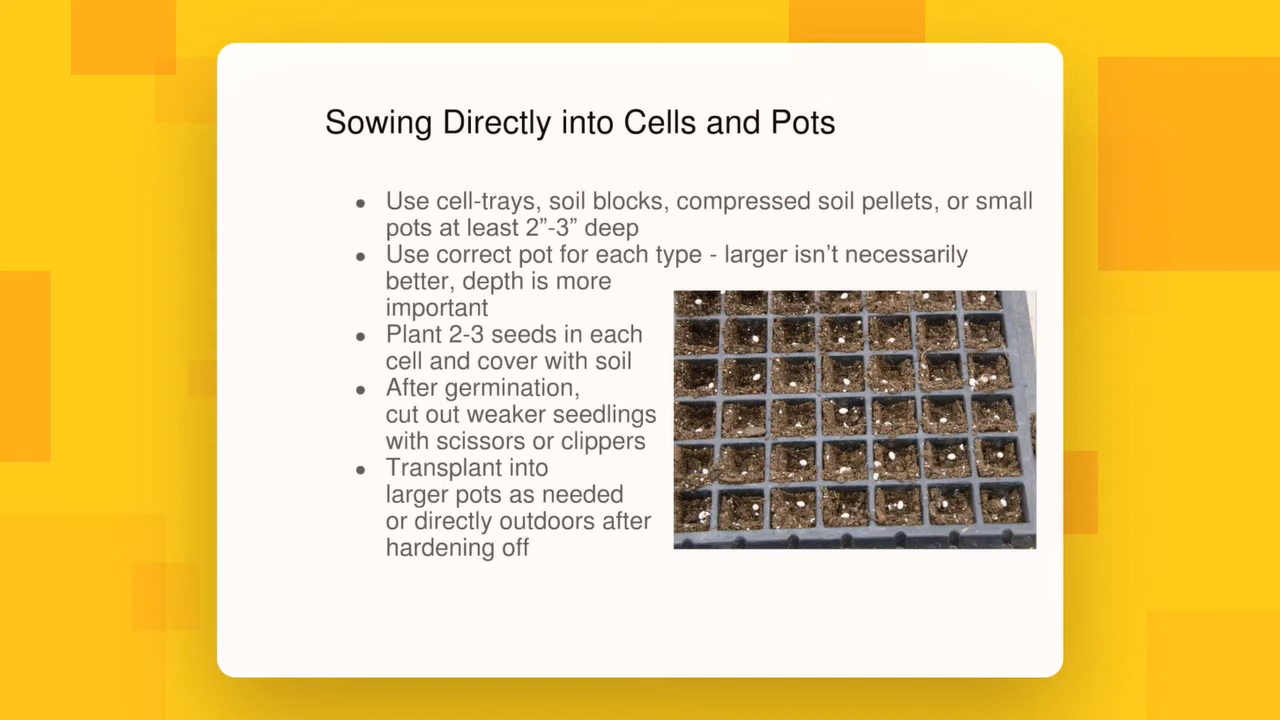 Sowing Directly into Cells and Pots
● Use cell-trays, soil blocks, compressed soil pellets, or small
pots at least 2”-3” deep
● Use correct pot for each type - larger isn’t necessarily
better, depth is more
important
● Plant 2-3 seeds in each
cell and cover with soil
● After germination,
cut out weaker seedlings
with scissors or clippers
● Transplant into
larger pots as needed
or directly outdoors after
hardening off